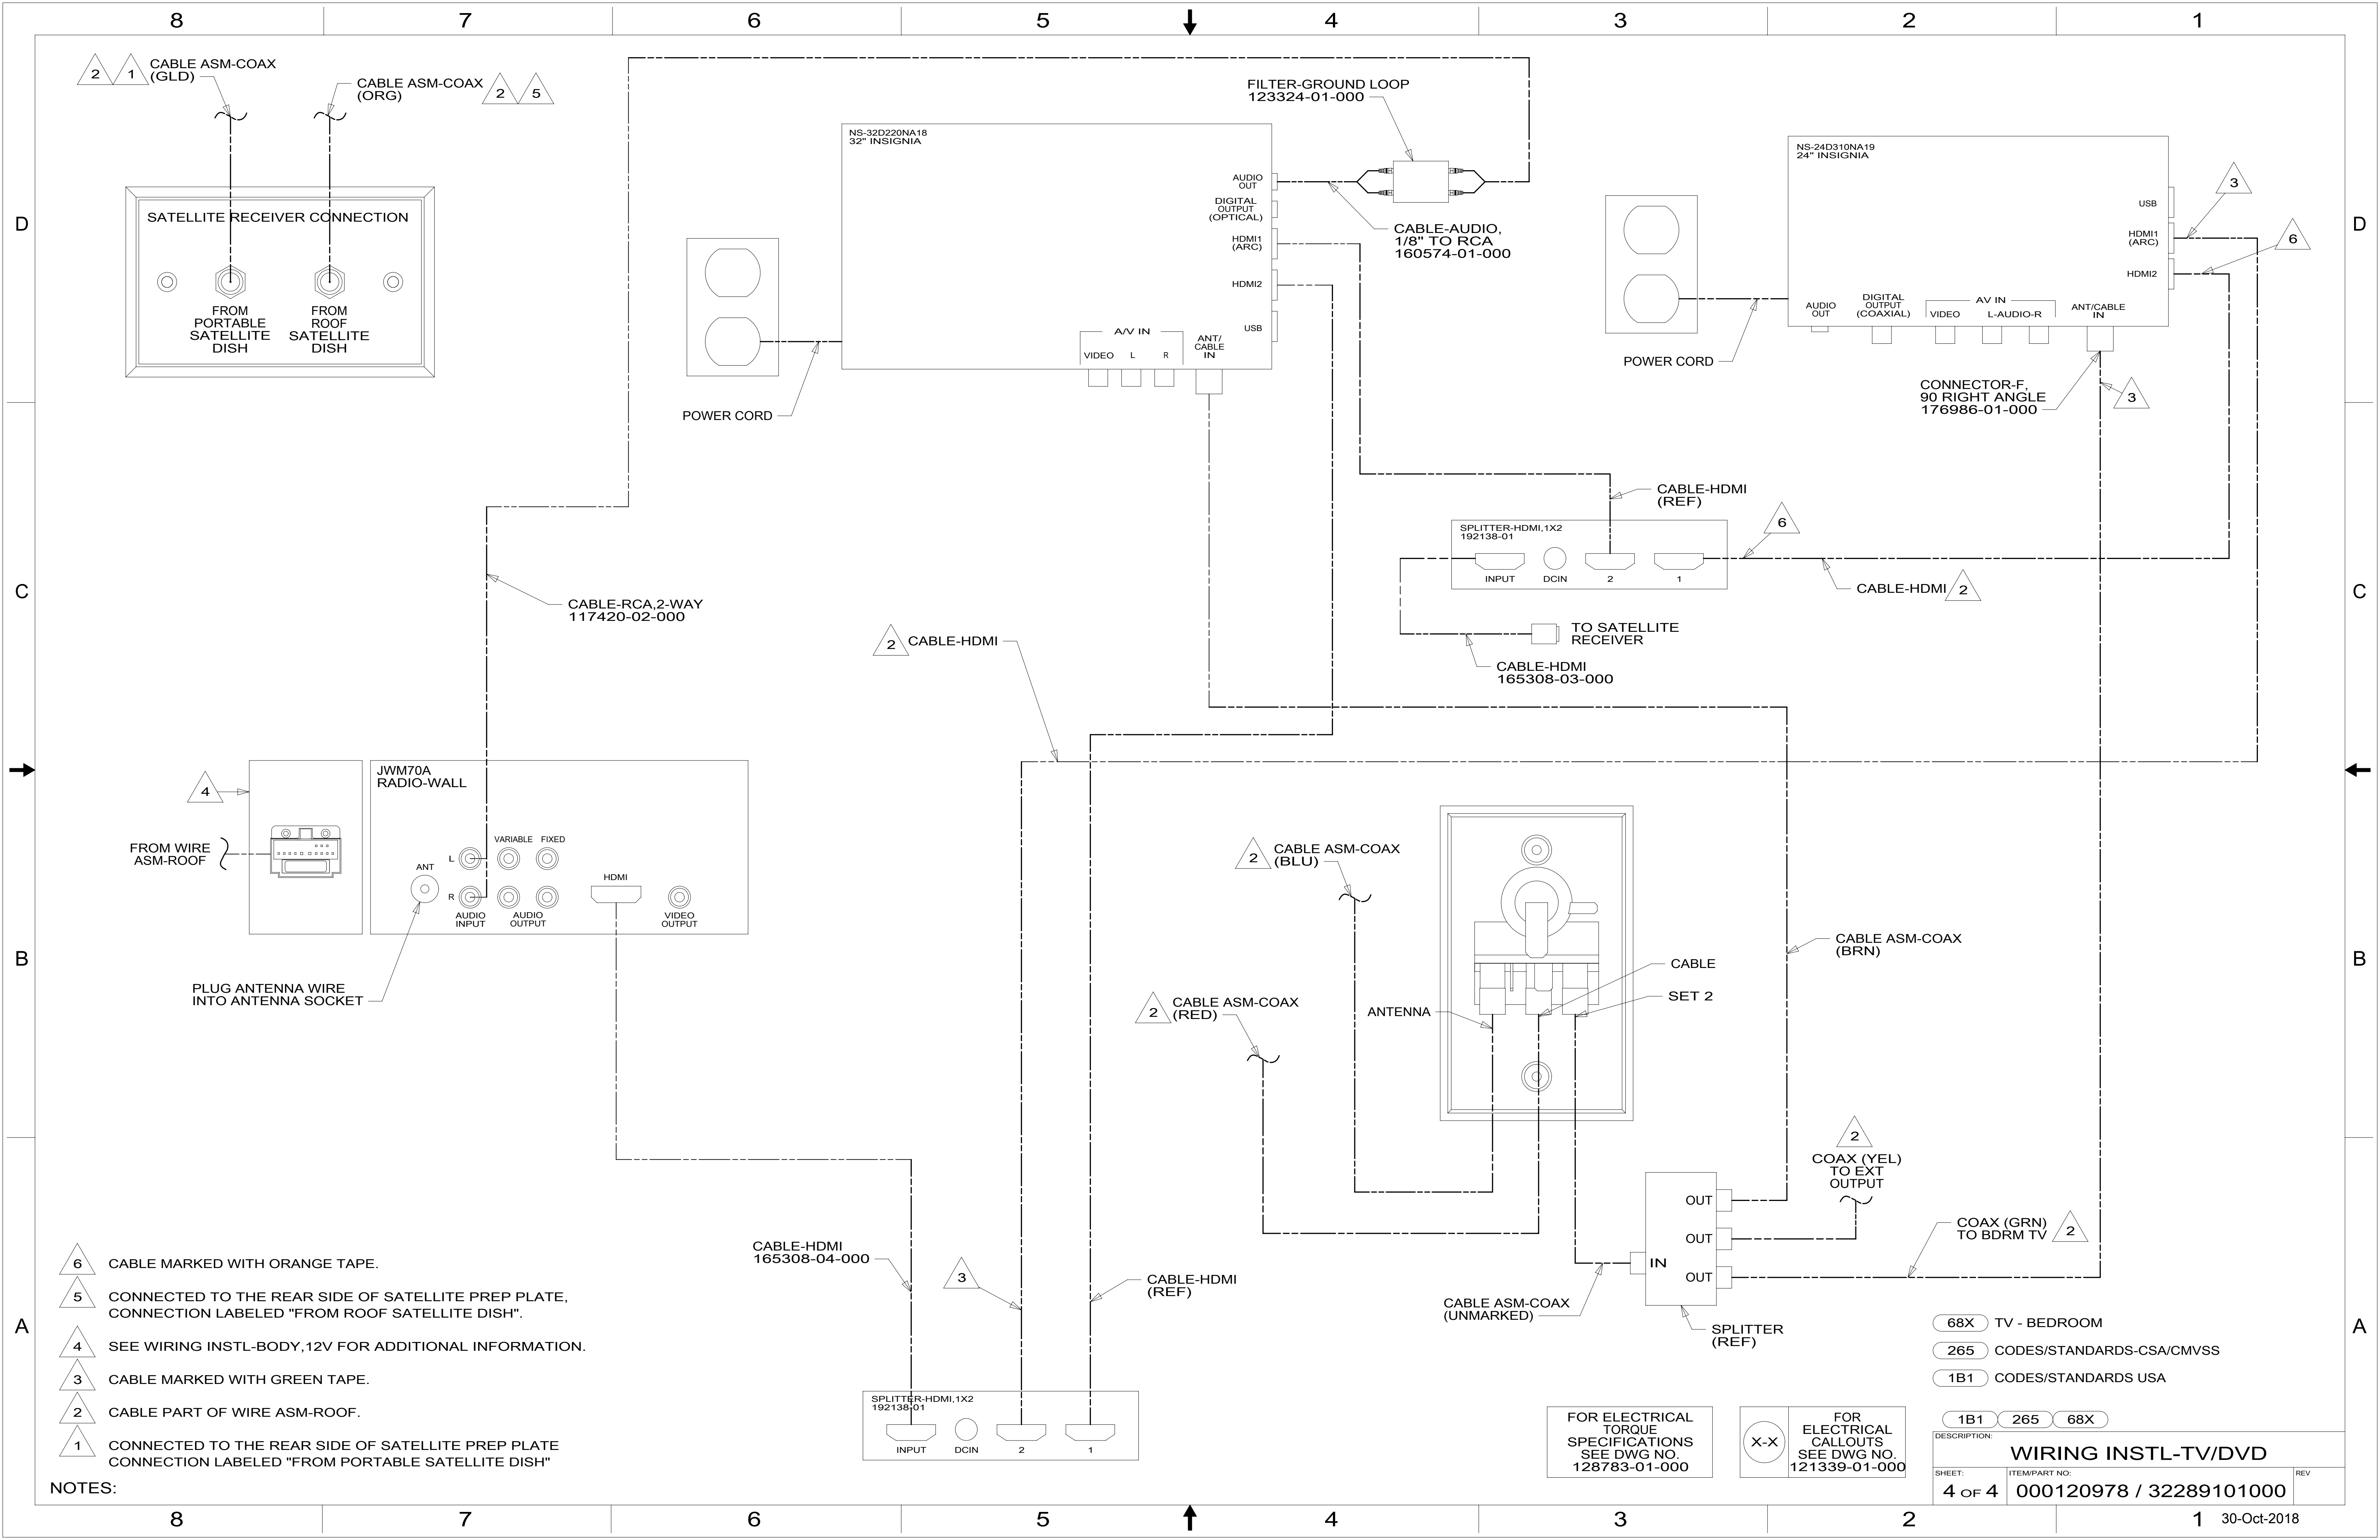 8 7 6 5 4 3 2 1
D
C
B
A
D
C
B
A
2 1 CABLE ASM-COAX
(GLD)
CABLE ASM-COAX
(ORG)
2 5
SATELLITE RECEIVER CONNECTION
FROM
PORTABLE
SATELLITE
DISH
FROM
ROOF
SATELLITE
DISH
POWER CORD
NS-32D220NA18
32" INSIGNIA
AUDIO
OUT
DIGITAL
OUTPUT
(OPTICAL)
HDMI1
(ARC)
HDMI2
USB
A/V IN
VIDEO L R
ANT/
CABLE
IN
FILTER-GROUND LOOP
123324-01-000
CABLE-AUDIO,
1/8" TO RCA
160574-01-000
POWER CORD
NS-24D310NA19
24" INSIGNIA
USB
HDMI1
(ARC)
HDMI2
AUDIO
OUT
DIGITAL
OUTPUT
(COAXIAL)
AV IN
VIDEO L-AUDIO-R
ANT/CABLE
IN
3
6
CONNECTOR-F,
90 RIGHT ANGLE
176986-01-000
3
CABLE-HDMI
(REF)
SPLITTER-HDMI,1X2
192138-01
INPUT DCIN 2 1
6
CABLE-HDMI 2
TO SATELLITE
RECEIVER
CABLE-HDMI
165308-03-000
CABLE-RCA,2-WAY
117420-02-000
2 CABLE-HDMI
4
FROM WIRE
ASM-ROOF
JWM70A
RADIO-WALL
VARIABLE FIXED
L
ANT
R
HDMI
AUDIO
INPUT
AUDIO
OUTPUT
VIDEO
OUTPUT
PLUG ANTENNA WIRE
INTO ANTENNA SOCKET
2 CABLE ASM-COAX
(BLU)
2 CABLE ASM-COAX
(RED)
ANTENNA
CABLE
SET 2
CABLE ASM-COAX
(BRN)
2
COAX (YEL)
TO EXT
OUTPUT
OUT
OUT
OUT
IN
COAX (GRN)
TO BDRM TV 2
CABLE ASM-COAX
(UNMARKED)
SPLITTER
(REF)
CABLE-HDMI
165308-04-000
3
CABLE-HDMI
(REF)
SPLITTER-HDMI,1X2
192138-01
INPUT DCIN 2 1
6 CABLE MARKED WITH ORANGE TAPE.
5 CONNECTED TO THE REAR SIDE OF SATELLITE PREP PLATE,
CONNECTION LABELED "FROM ROOF SATELLITE DISH".
4 SEE WIRING INSTL-BODY,12V FOR ADDITIONAL INFORMATION.
3 CABLE MARKED WITH GREEN TAPE.
2 CABLE PART OF WIRE ASM-ROOF.
1 CONNECTED TO THE REAR SIDE OF SATELLITE PREP PLATE
CONNECTION LABELED "FROM PORTABLE SATELLITE DISH"
NOTES:
68X TV - BEDROOM
265 CODES/STANDARDS-CSA/CMVSS
1B1 CODES/STANDARDS USA
1B1 265 68X
FOR ELECTRICAL
TORQUE
SPECIFICATIONS
SEE DWG NO.
128783-01-000
X-X
FOR
ELECTRICAL
CALLOUTS
SEE DWG NO.
121339-01-000
DESCRIPTION:
WIRING INSTL-TV/DVD
SHEET:
4 OF 4
ITEM/PART NO:
000120978 / 32289101000
REV
8 7 6 5 4 3 2 1
30-Oct-2018